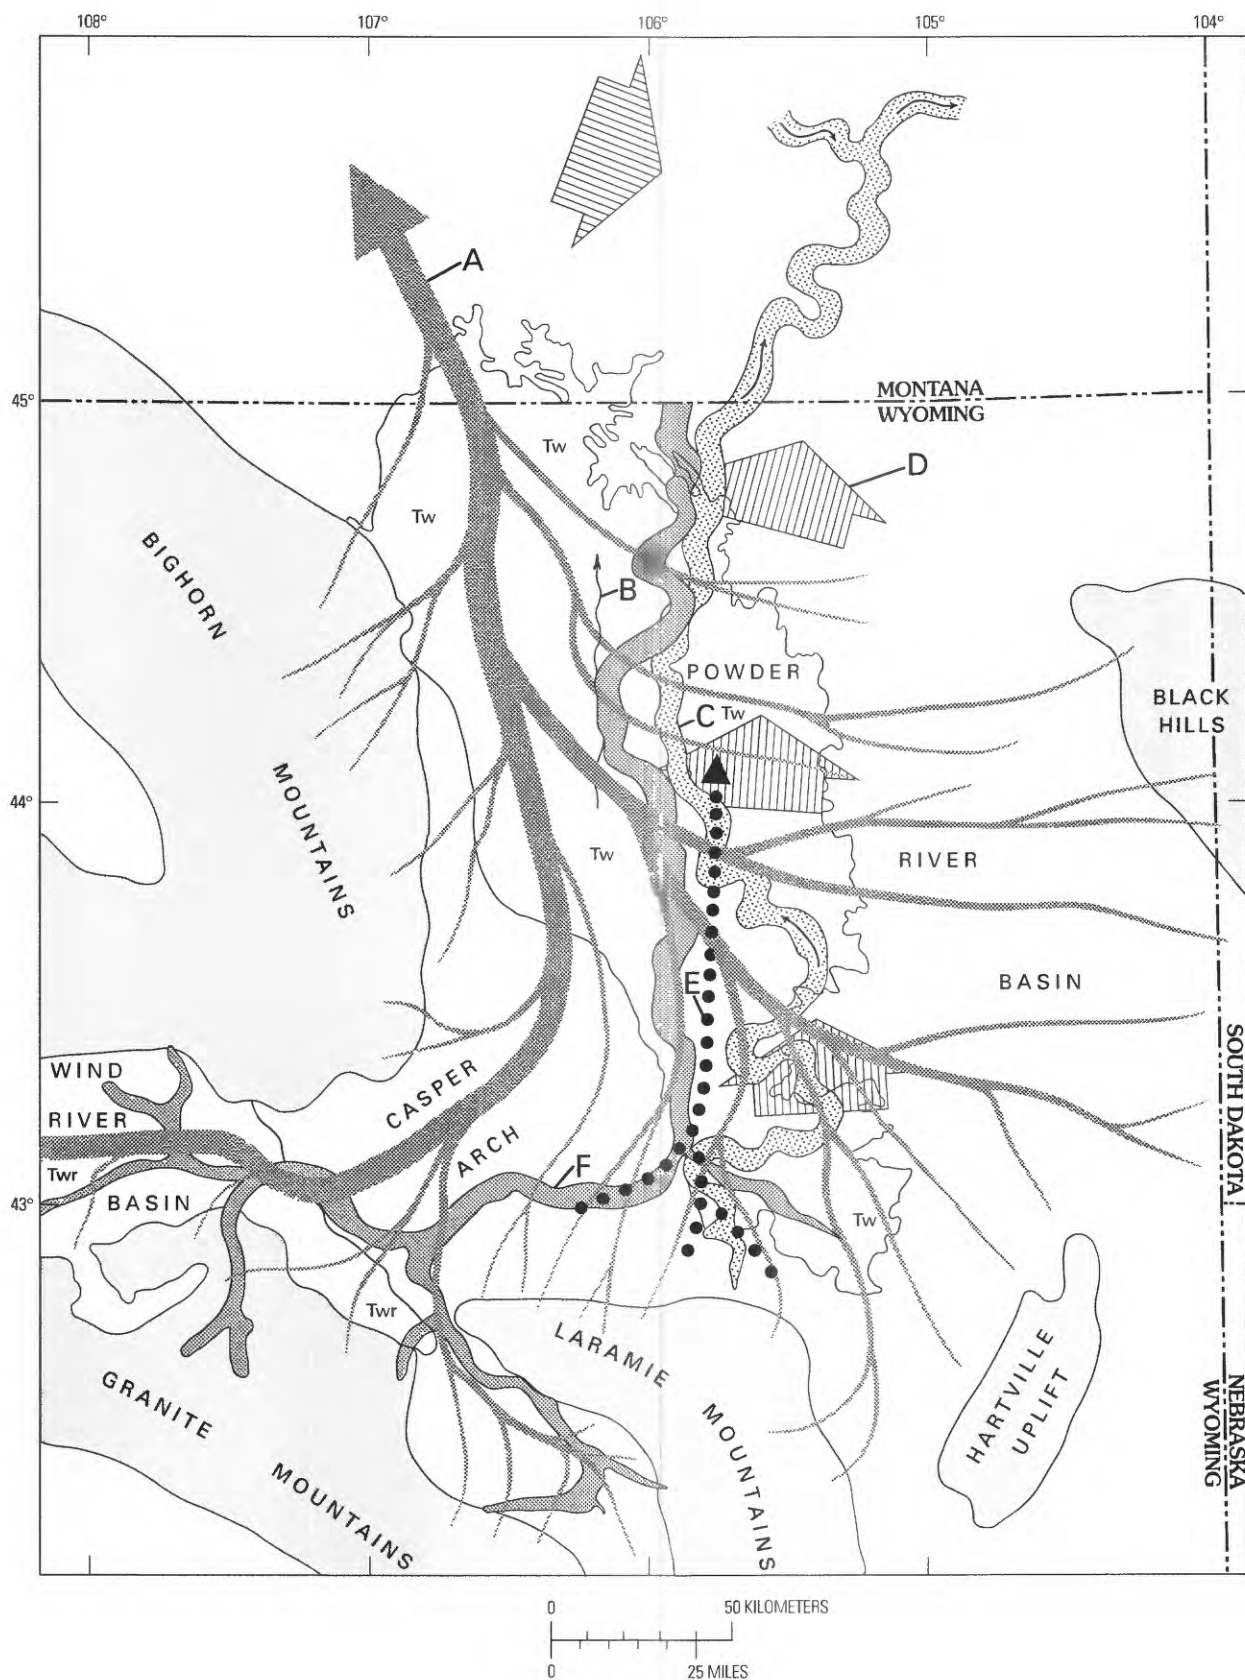 108° 107° 106° 105° 104°
A
45°
MONTANA
WYOMING
Tw
D
Tw
BIGHORN
B
POWDER
BLACK
HILLS
C
Tw
44°
MOUNTAINS
Tw
RIVER
E
BASIN
SOUTH DAKOTA
WIND
CASPER
RIVER
ARCH
F
Twr
BASIN
43°
Tw
Twr
LARAMIE
HARTVILLE
UPLIFT
NEBRASKA
WYOMING
GRANITE
MOUNTAINS
MOUNTAINS
0 50 KILOMETERS
0 25 MILES